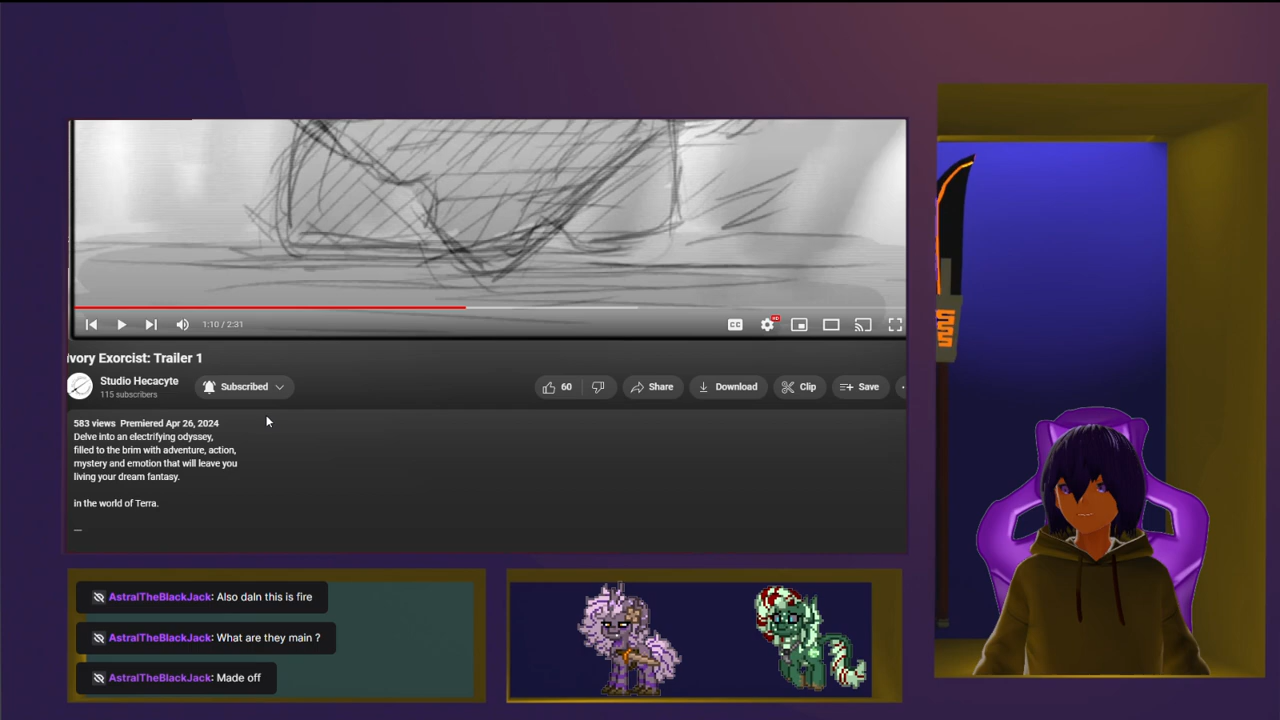 1:10 / 2:31
CC
HD
ivory Exorcist: Trailer 1
Studio Hecacyte
115 subscribers
Subscribed
60
Share
Download
Clip
Save
583 views Premiered Apr 26, 2024
Delve into an electrifying odyssey,
filled to the brim with adventure, action,
mystery and emotion that will leave you
living your dream fantasy.
in the world of Terra.
—
AstralTheBlackJack: Also daln this is fire
AstralTheBlackJack: What are they main ?
AstralTheBlackJack: Made off